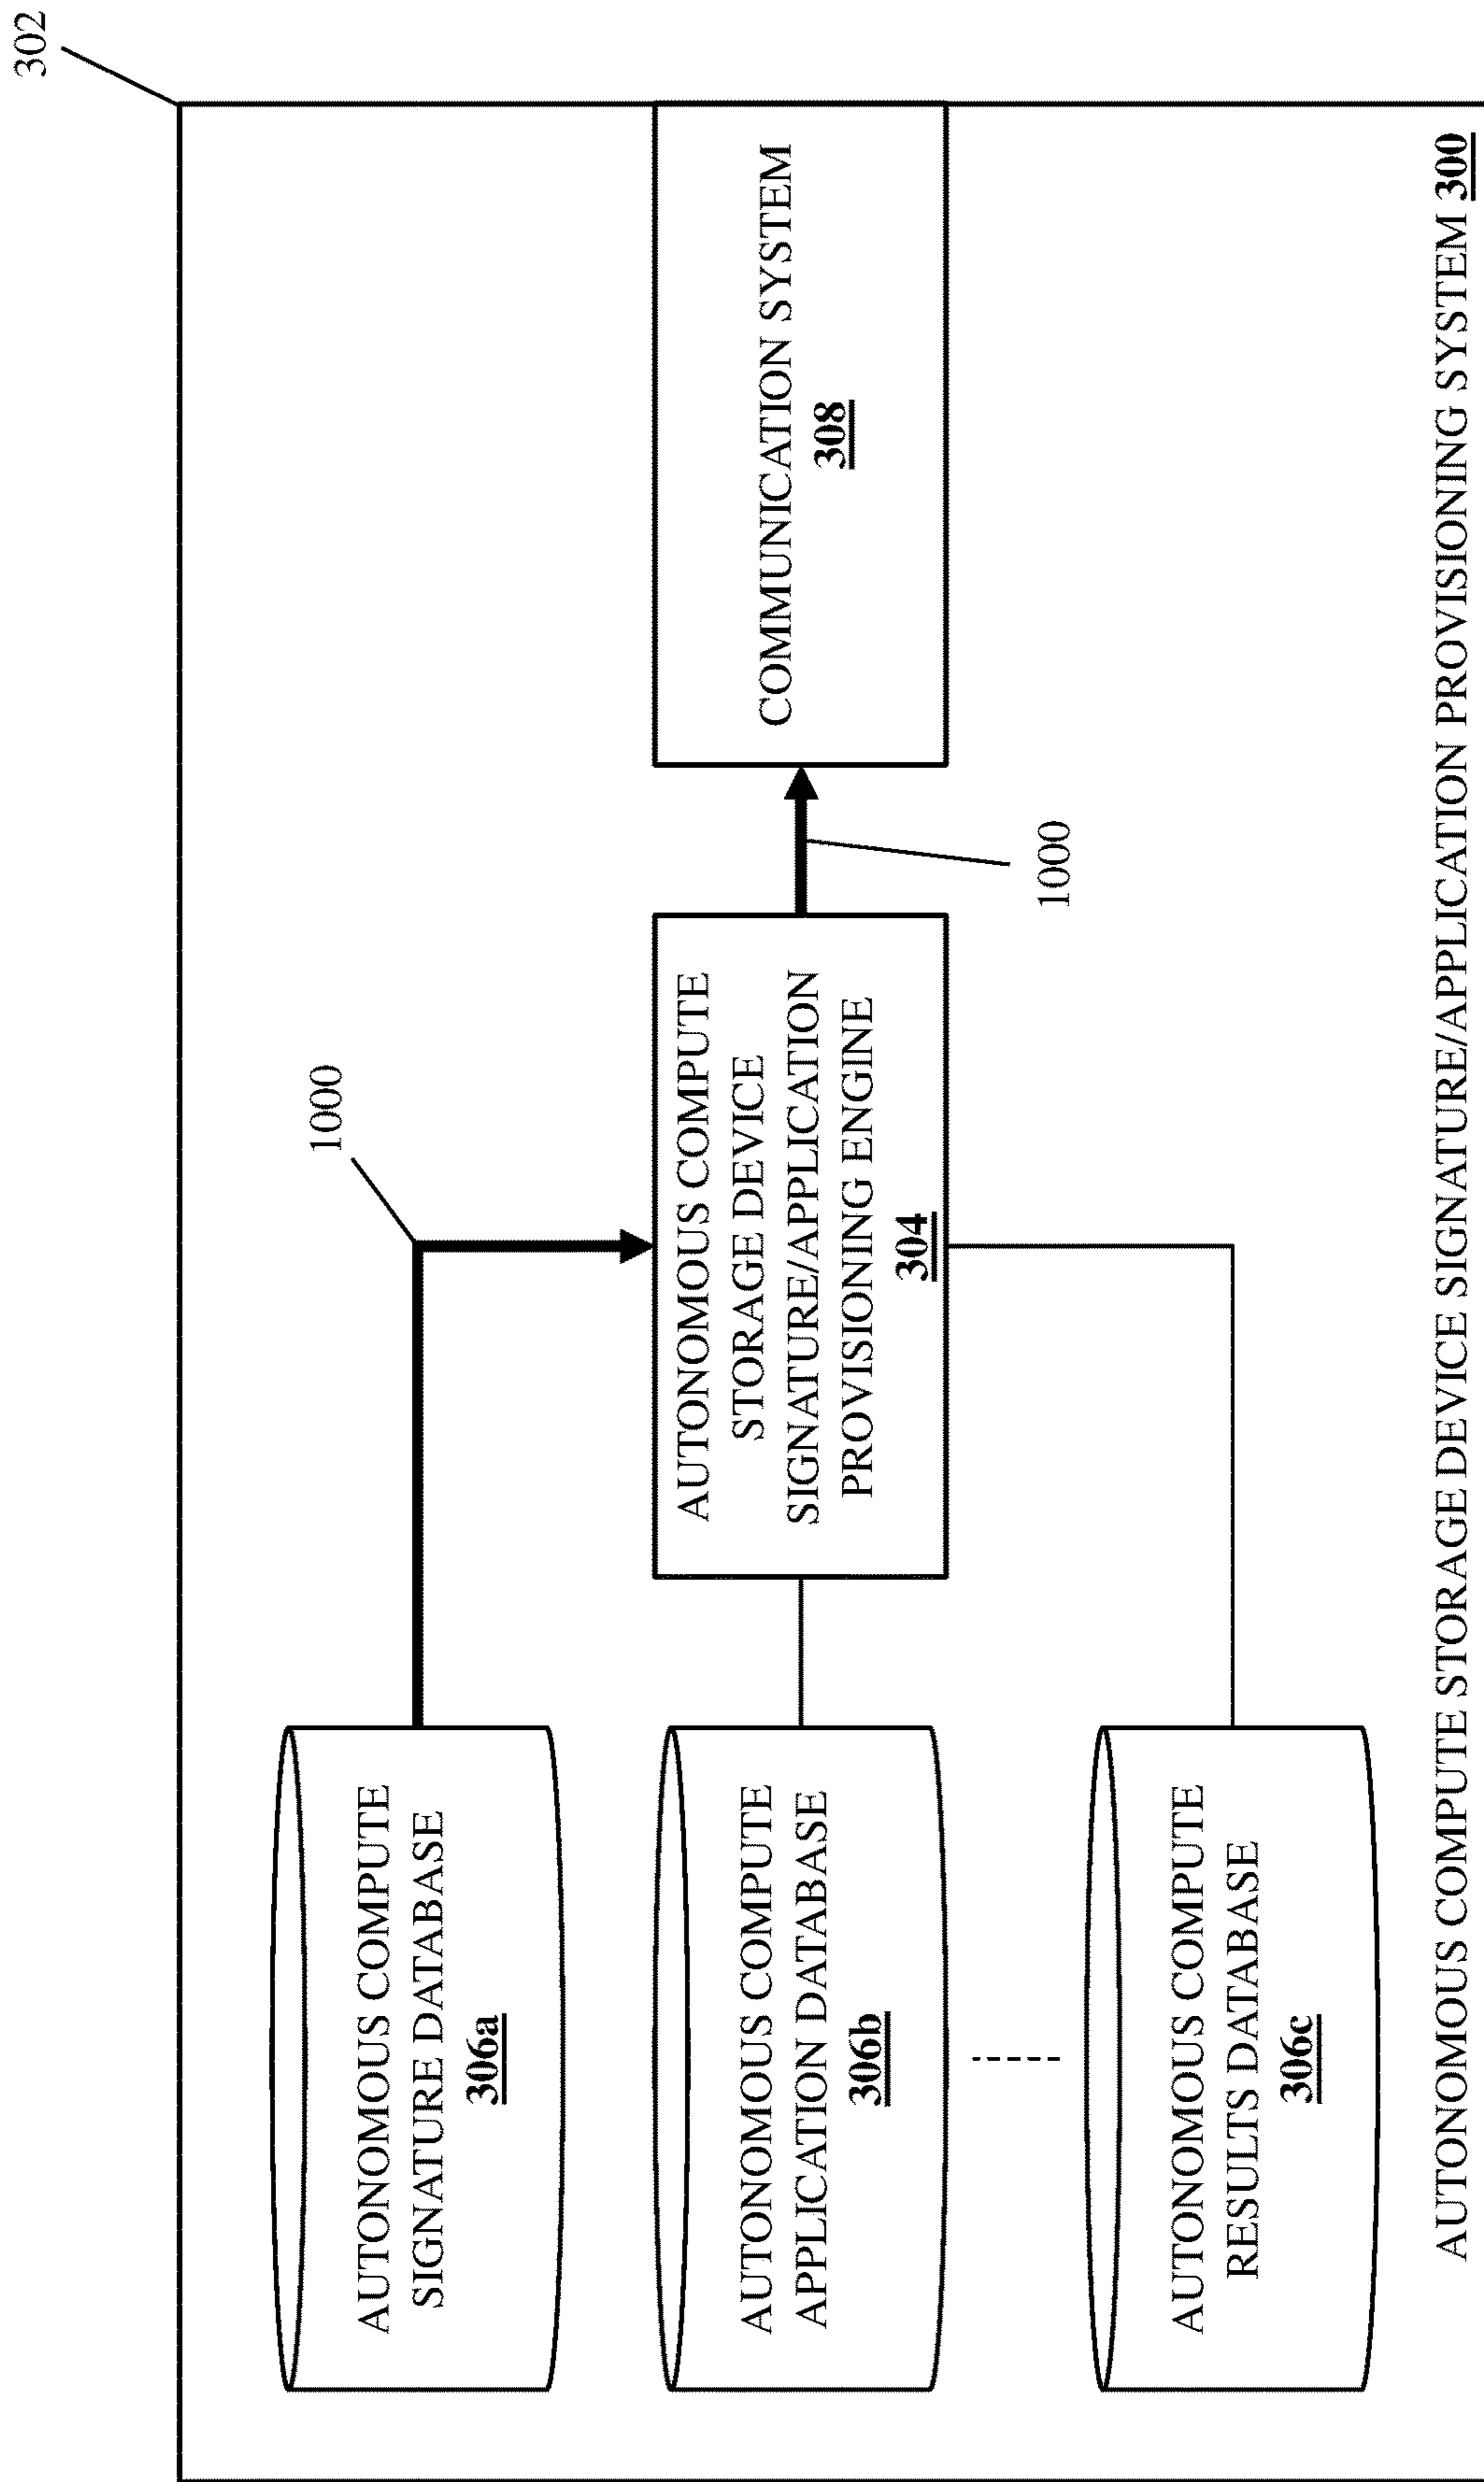 302
AUTONOMOUS COMPUTE
SIGNATURE DATABASE
306a
1000
AUTONOMOUS COMPUTE
APPLICATION DATABASE
306b
AUTONOMOUS COMPUTE
STORAGE DEVICE
SIGNATURE/APPLICATION
PROVISIONING ENGINE
304
1000
COMMUNICATION SYSTEM
308
AUTONOMOUS COMPUTE
RESULTS DATABASE
306c
AUTONOMOUS COMPUTE STORAGE DEVICE SIGNATURE/APPLICATION PROVISIONING SYSTEM 300